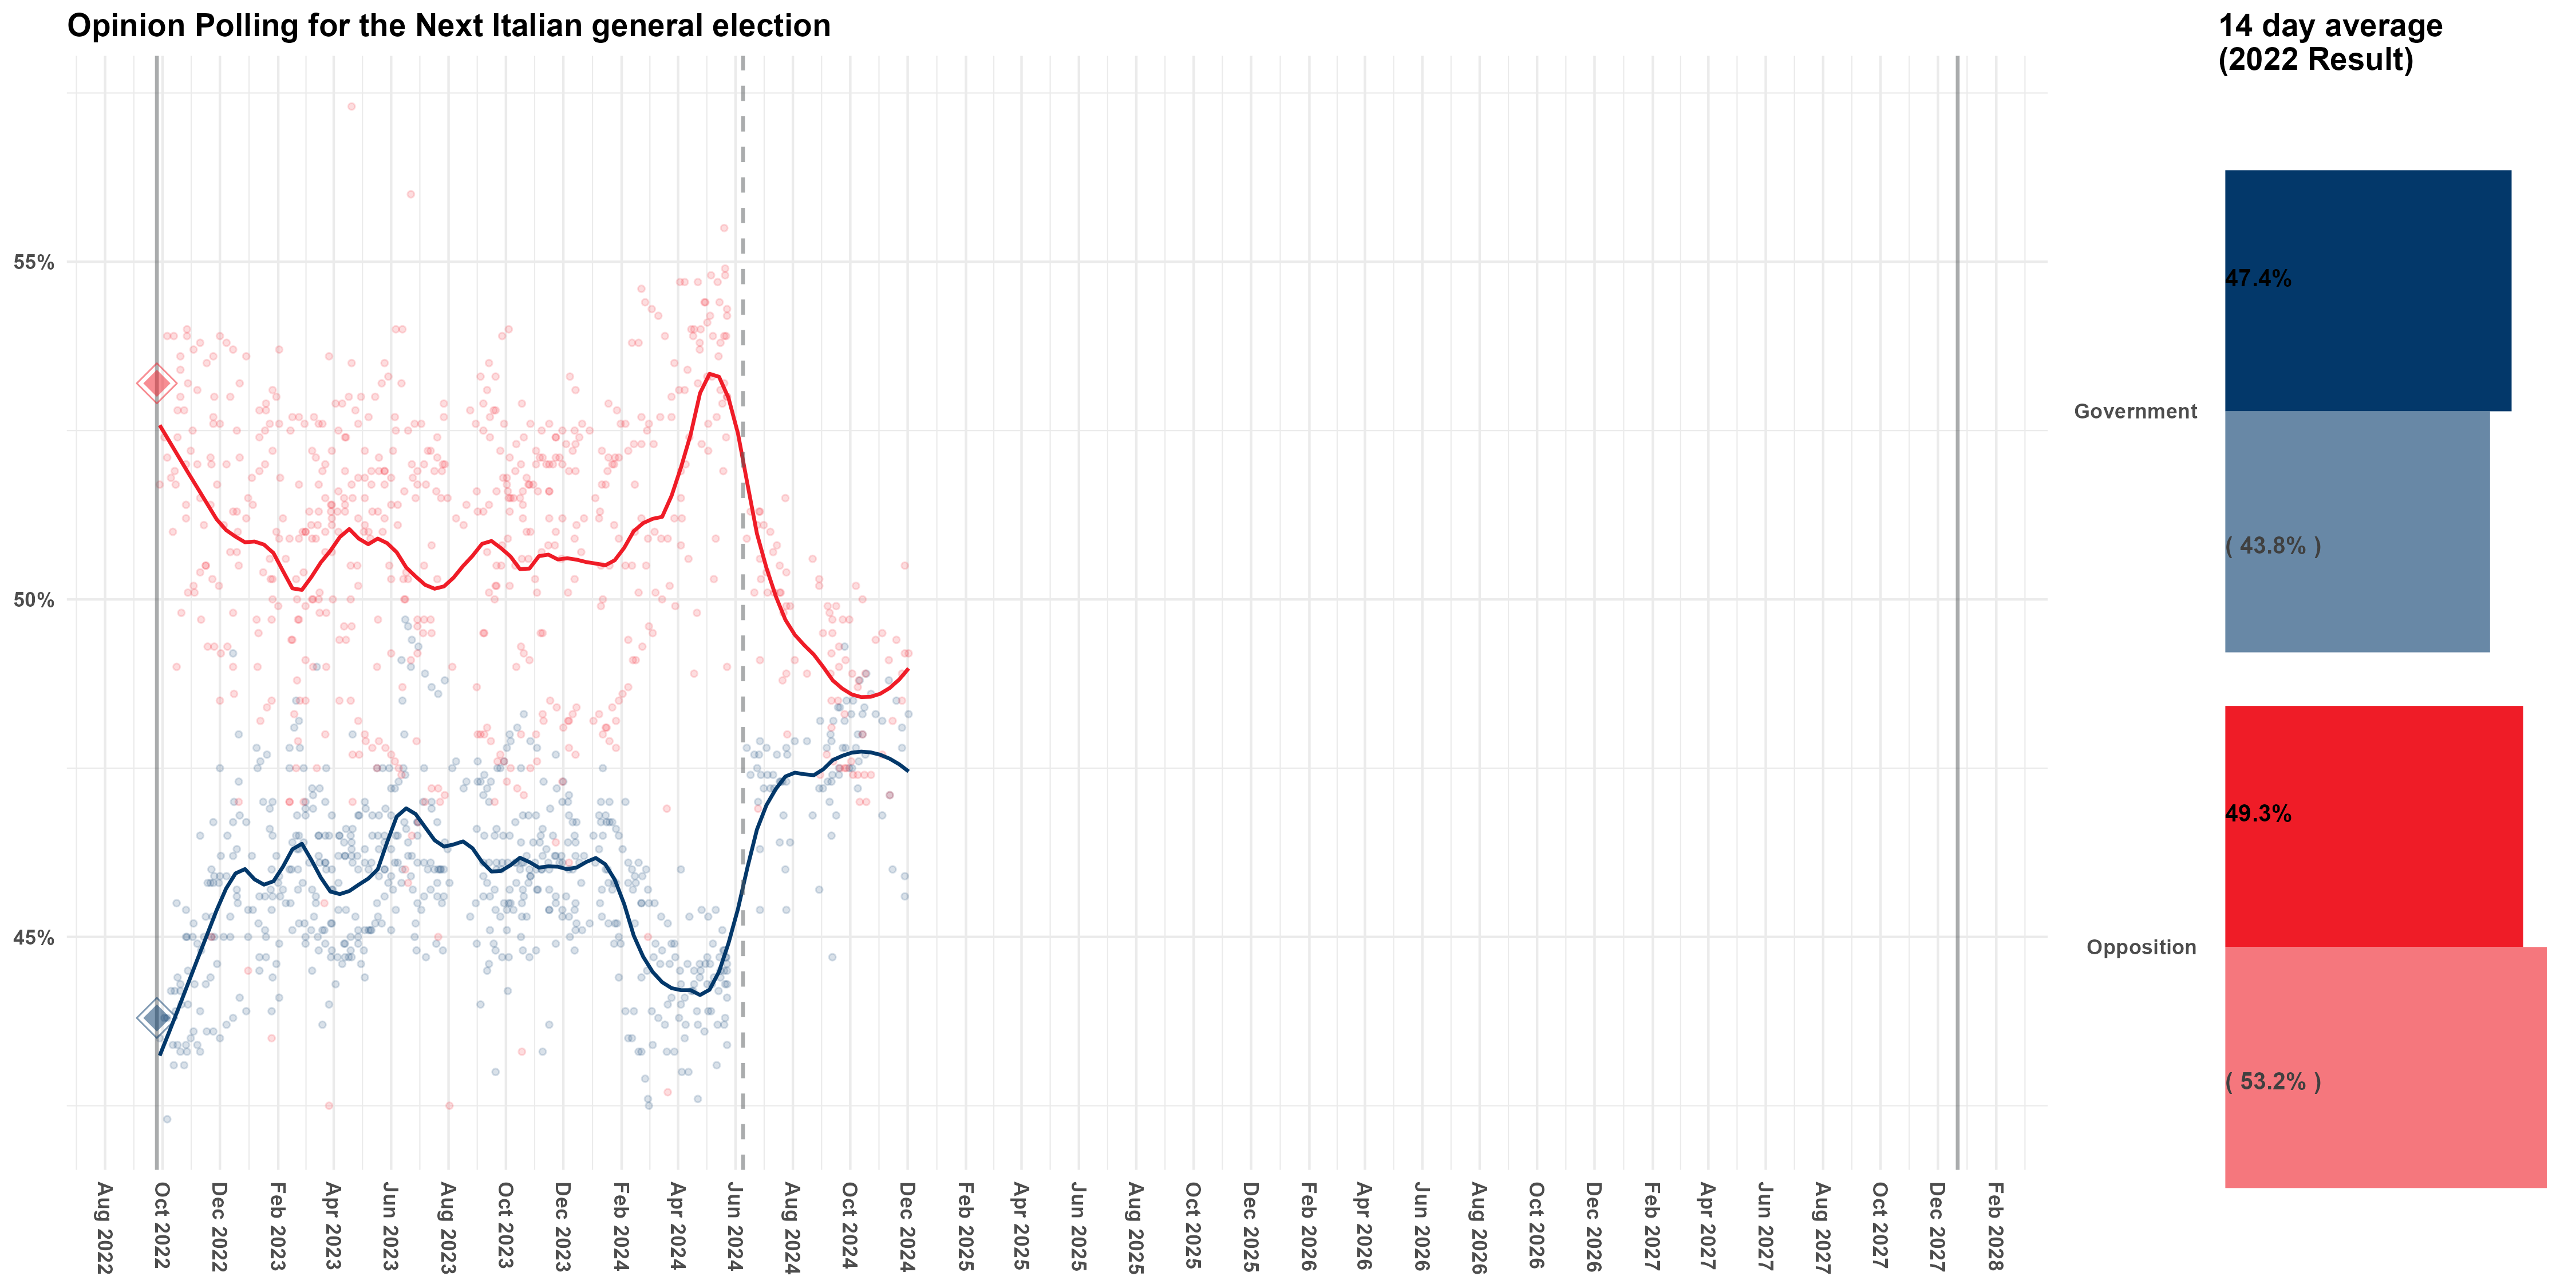 Opinion Polling for the Next Italian general election
14 day average
(2022 Result)
55%
50%
45%
Government
Opposition
47.4%
( 43.8% )
49.3%
( 53.2% )
Aug 2022
Oct 2022
Dec 2022
Feb 2023
Apr 2023
Jun 2023
Aug 2023
Oct 2023
Dec 2023
Feb 2024
Apr 2024
Jun 2024
Aug 2024
Oct 2024
Dec 2024
Feb 2025
Apr 2025
Jun 2025
Aug 2025
Oct 2025
Dec 2025
Feb 2026
Apr 2026
Jun 2026
Aug 2026
Oct 2026
Dec 2026
Feb 2027
Apr 2027
Jun 2027
Aug 2027
Oct 2027
Dec 2027
Feb 2028